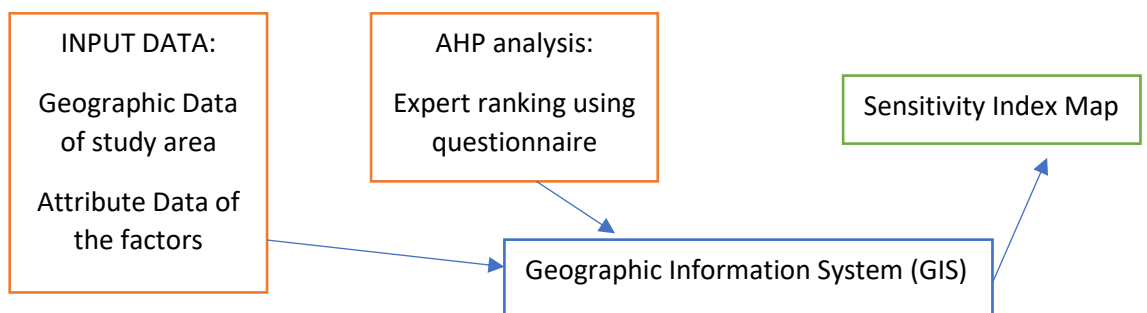 INPUT DATA:
Geographic Data
of study area
Attribute Data of
the factors
AHP analysis:
Expert ranking using
questionnaire
Sensitivity Index Map
Geographic Information System (GIS)